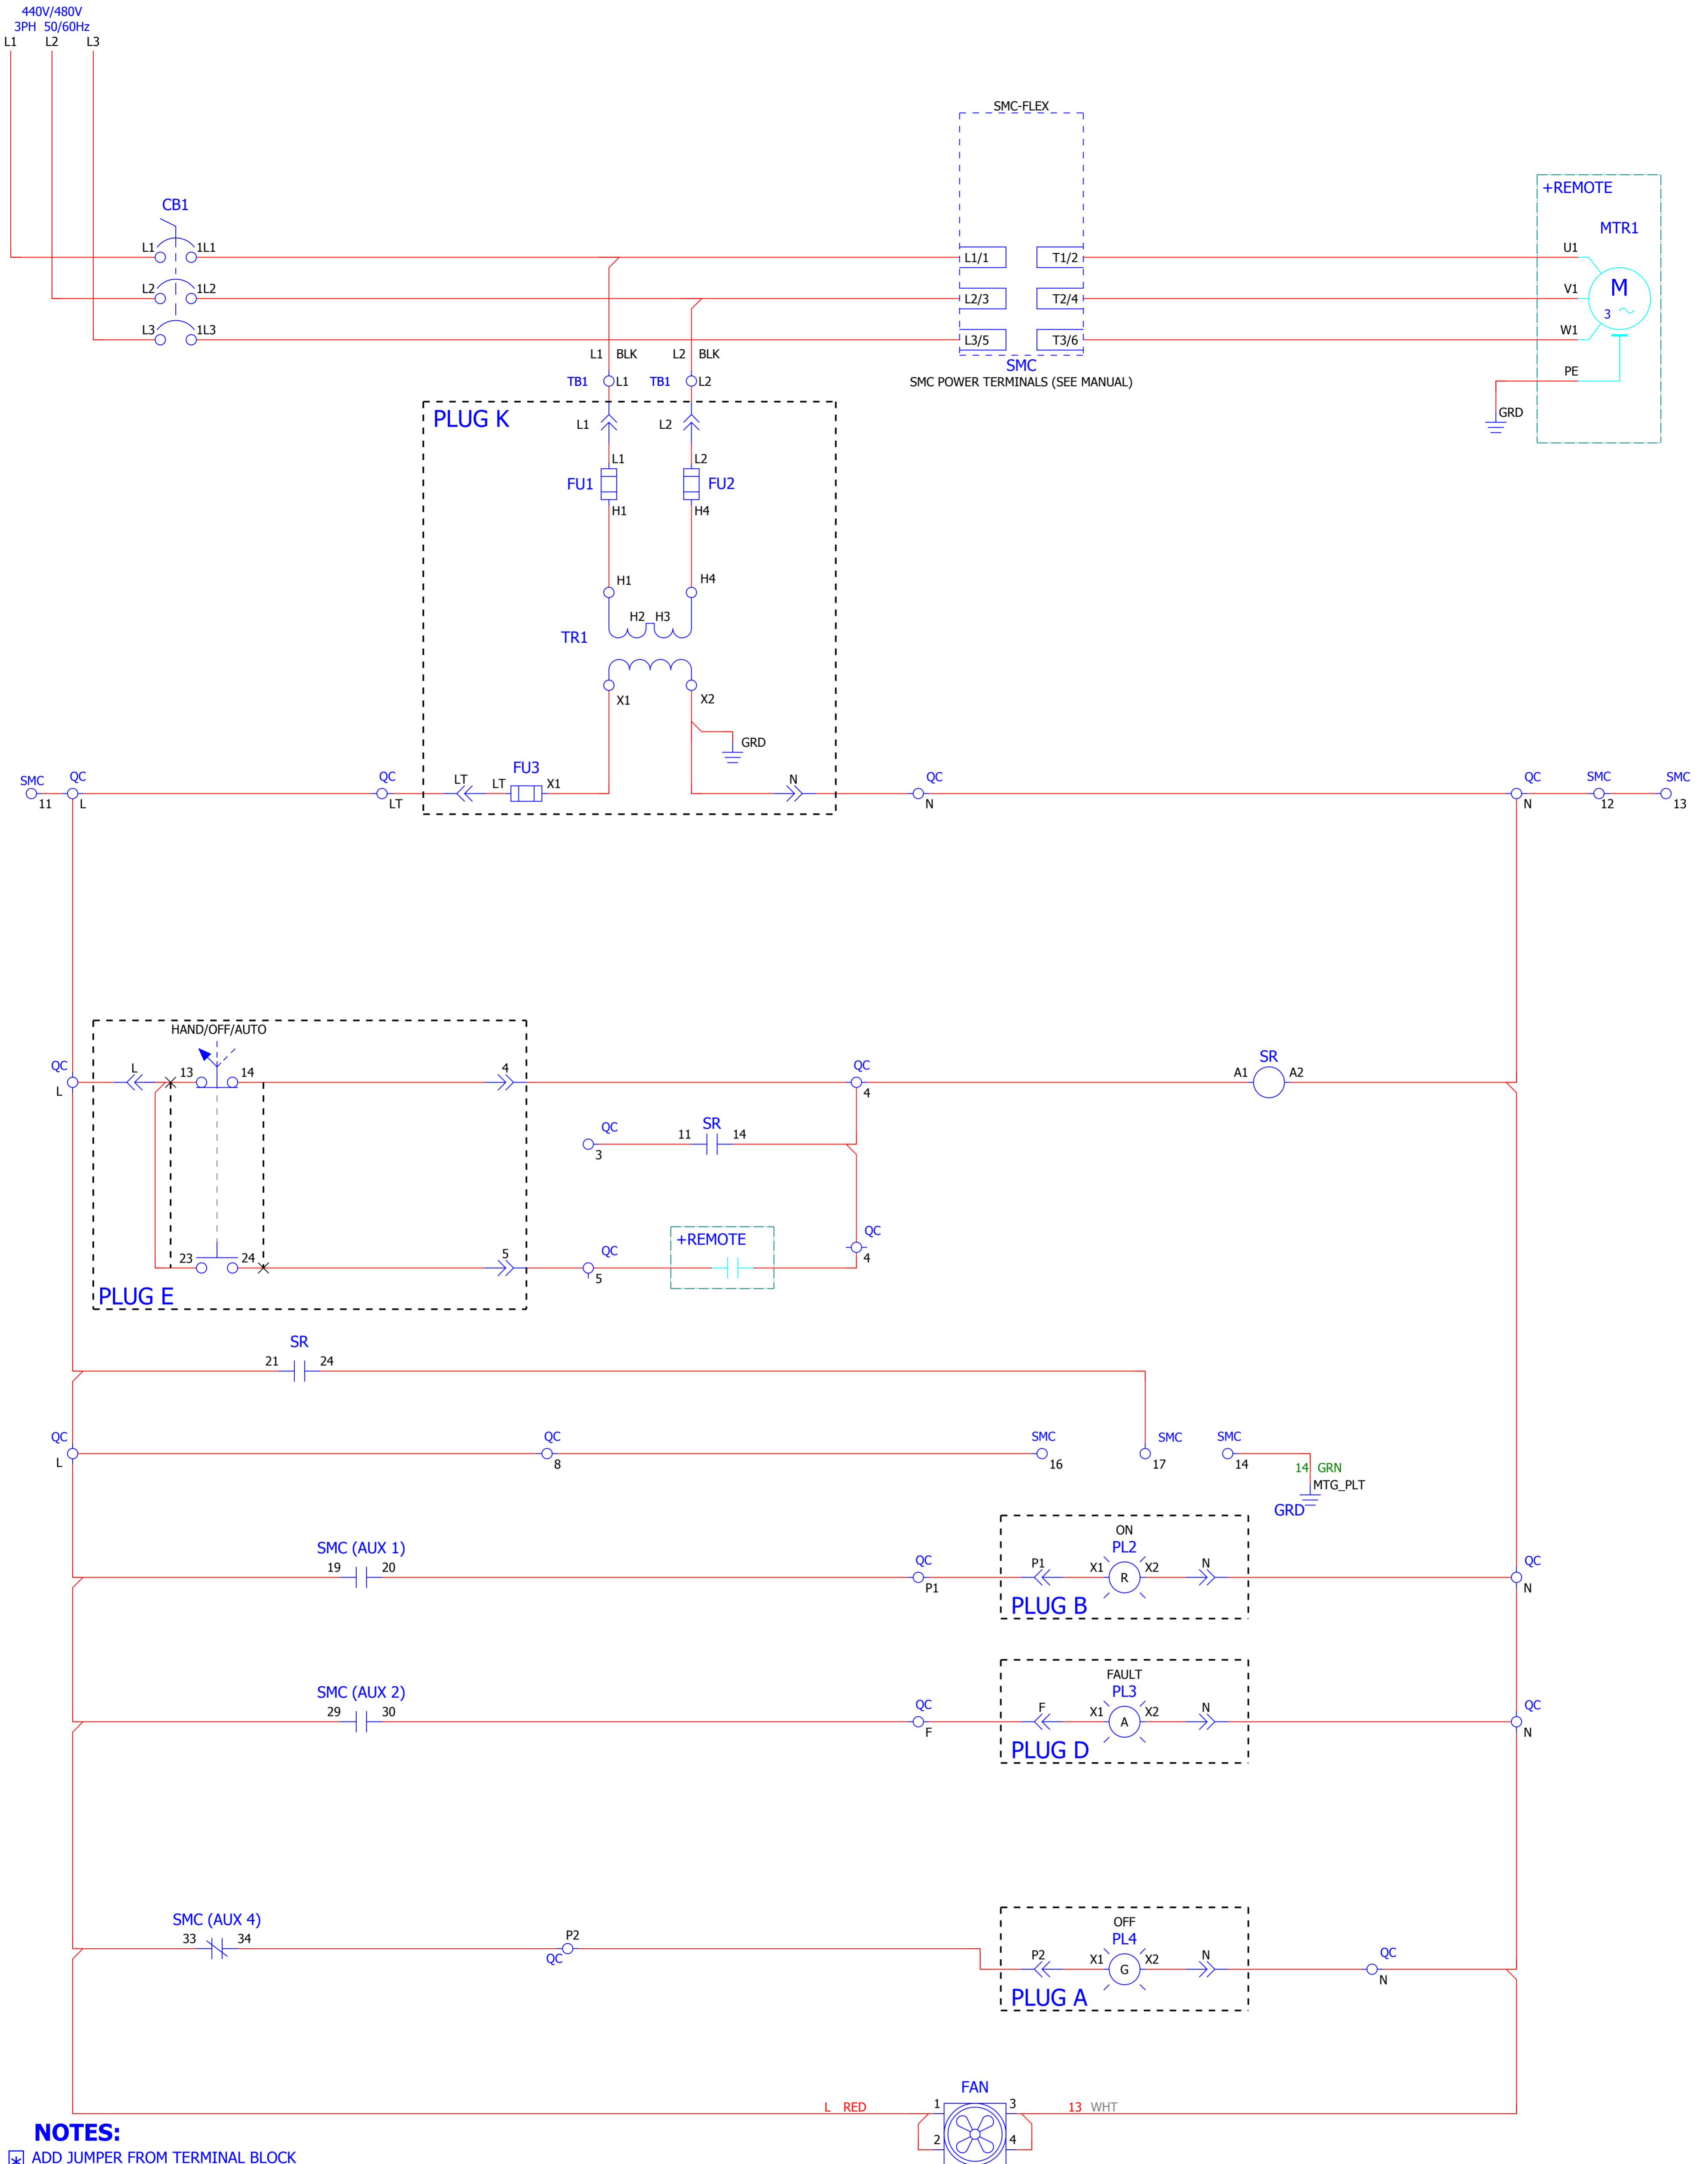 440V/480V
3PH 50/60Hz
L1 L2 L3
SMC-FLEX
+REMOTE
CB1
MTR1
L1 1L1 L1/1 T1/2 U1
L2 1L2 L2/3 T2/4 V1
M
3
L3 1L3 L3/5 T3/6 W1
L1 BLK L2 BLK
SMC
SMC POWER TERMINALS (SEE MANUAL)
PE
TB1 L1 TB1 L2
GRD
PLUG K
L1 L2
L1 L2
FU1 FU2
H1 H4
H1 H4
H2 H3
TR1
X1 X2
GRD
FU3
SMC QC QC LT LT X1 N QC QC SMC SMC
11 L LT N N 12 13
HAND/OFF/AUTO
QC L 13 14 4 QC SR
A1 A2
L 4
SR
QC 11 14
3
QC
+REMOTE
23 24 5 QC 4
5
PLUG E
SR
21 24
QC QC SMC SMC SMC
L 8 16 17 14
14 GRN
MTG_PLT
GRD
ON
SMC (AUX 1) PL2
19 20 QC P1 X1 R X2 N QC
P1 N
PLUG B
FAULT
SMC (AUX 2) PL3
29 30 QC F X1 A X2 N QC
F N
PLUG D
SMC (AUX 4) OFF
33 34 P2 PL4
QC P2 X1 G X2 N QC
N
PLUG A
FAN
L RED 1 3 13 WHT
2 4
NOTES:
* ADD JUMPER FROM TERMINAL BLOCK